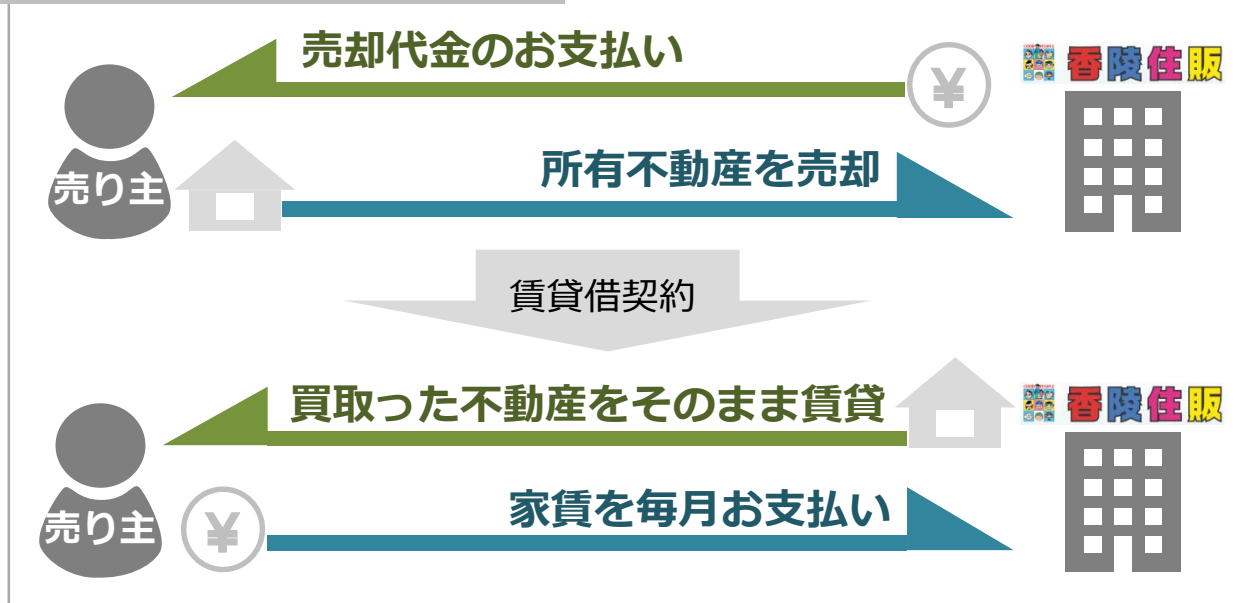 売却代金のお支払い
¥
香陵住販
所有不動産を売却
売り主
賃貸借契約
買取った不動産をそのまま賃貸
香陵住販
家賃を毎月お支払い
売り主
¥